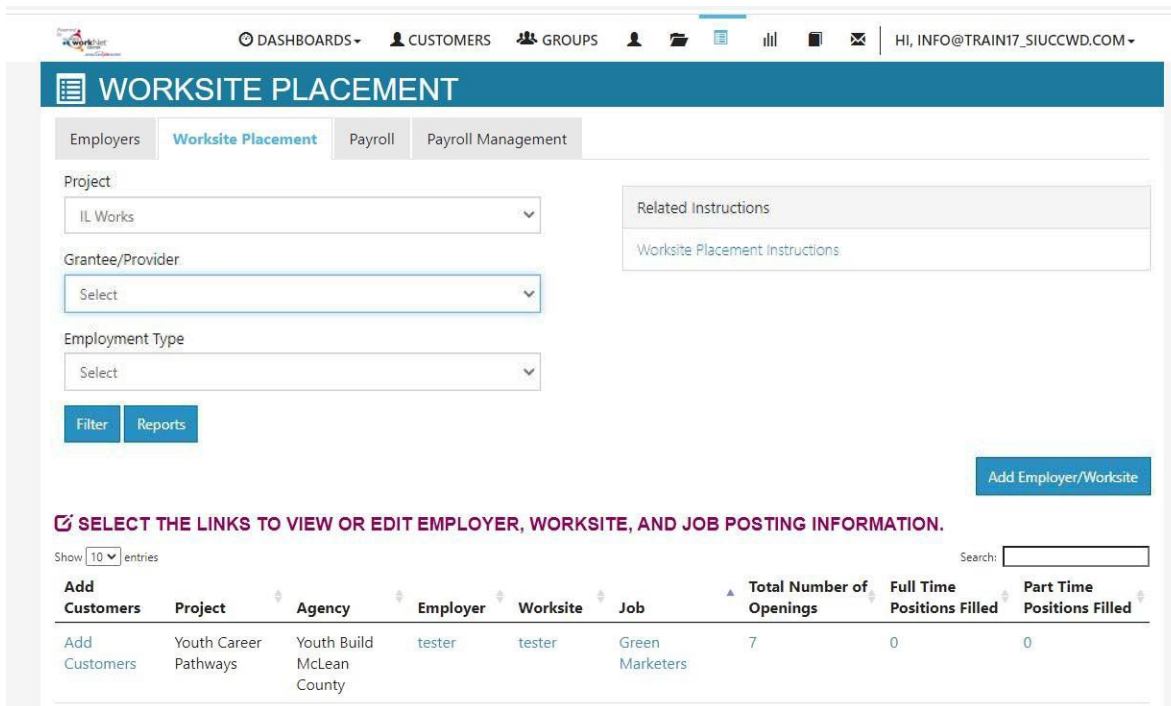 workNet
DASHBOARDS CUSTOMERS GROUPS HI, INFO@TRAIN17_SIUCCWD.COM
WORKSITE PLACEMENT
Employers Worksite Placement Payroll Payroll Management
Project
IL Works
Related Instructions
Worksite Placement Instructions
Grantee/Provider
Select
Employment Type
Select
Filter Reports
Add Employer/Worksite
SELECT THE LINKS TO VIEW OR EDIT EMPLOYER, WORKSITE, AND JOB POSTING INFORMATION.
Show 10 entries Search:
Add Total Number of Full Time Part Time
Customers Project Agency Employer Worksite Job Openings Positions Filled Positions Filled
Add Youth Career Youth Build tester tester Green 7 0 0
Customers Pathways McLean Marketers
County